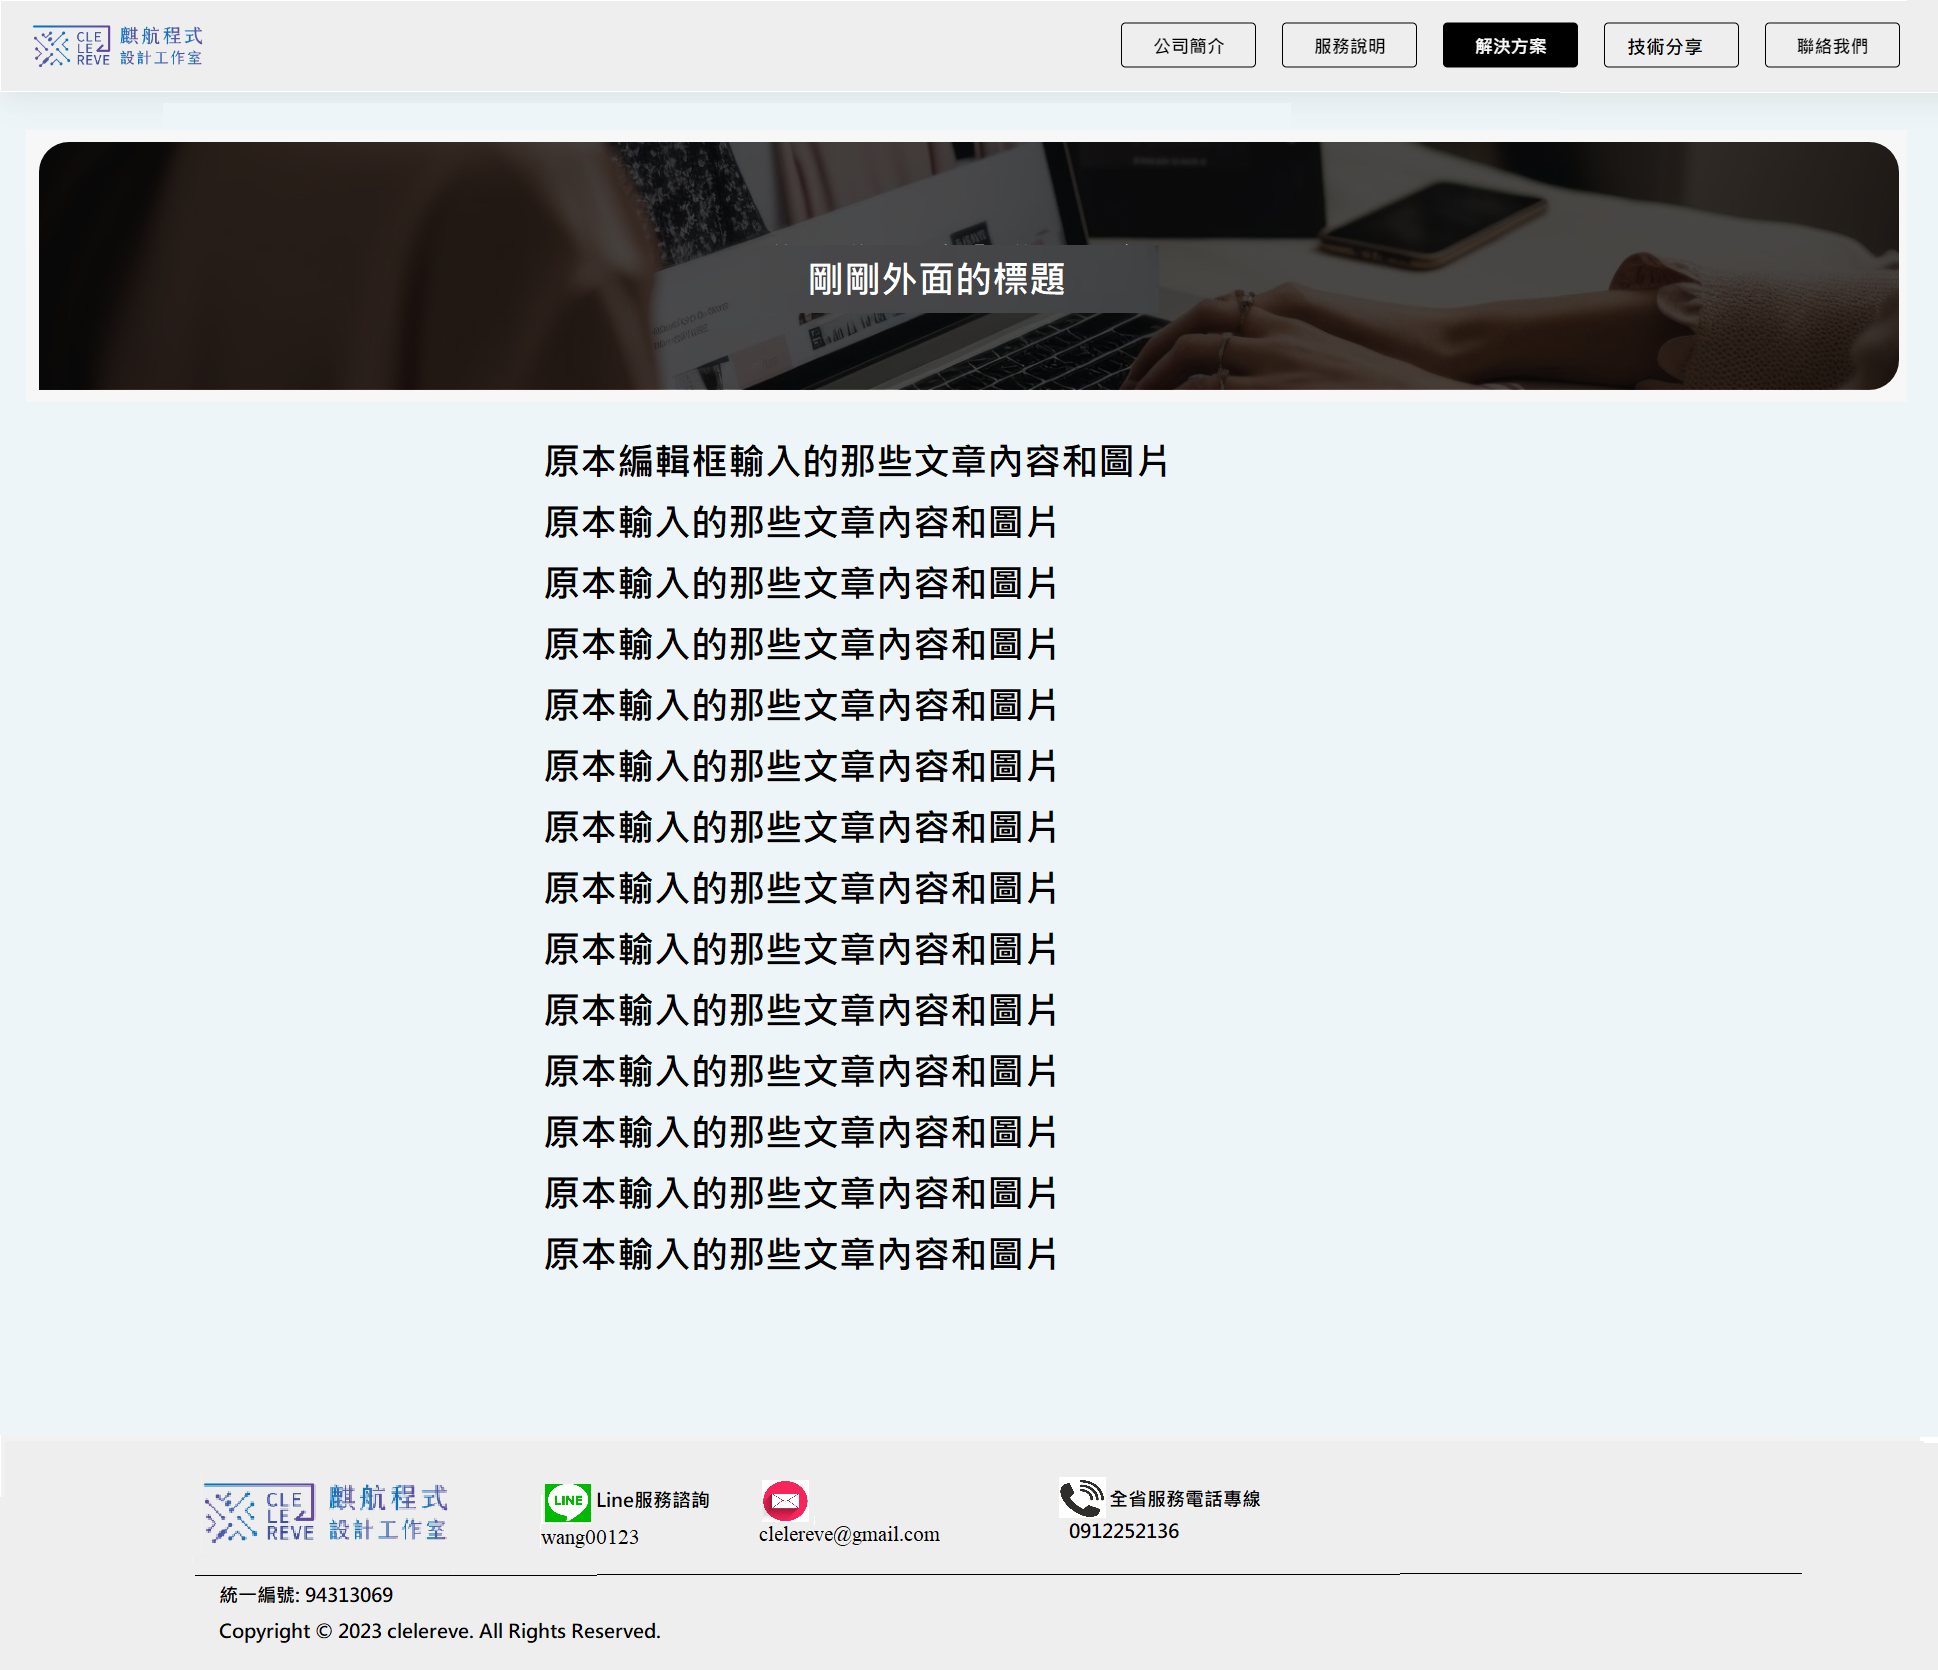 CLE
LE
REVE
麒航程式
設計工作室
公司簡介
服務說明
解決方案
技術分享
聯絡我們
剛剛外面的標題
原本編輯框輸入的那些文章內容和圖片
原本輸入的那些文章內容和圖片
原本輸入的那些文章內容和圖片
原本輸入的那些文章內容和圖片
原本輸入的那些文章內容和圖片
原本輸入的那些文章內容和圖片
原本輸入的那些文章內容和圖片
原本輸入的那些文章內容和圖片
原本輸入的那些文章內容和圖片
原本輸入的那些文章內容和圖片
原本輸入的那些文章內容和圖片
原本輸入的那些文章內容和圖片
原本輸入的那些文章內容和圖片
原本輸入的那些文章內容和圖片
CLE
LE
REVE
麒航程式
設計工作室
LINE
Line服務諮詢
wang00123
clelereve@gmail.com
全省服務電話專線
0912252136
統一編號: 94313069
Copyright © 2023 clelereve. All Rights Reserved.